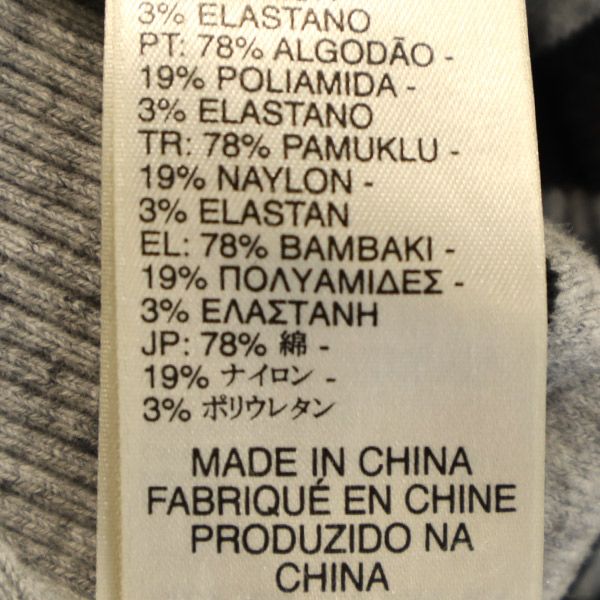 3% ELASTANO
PT: 78% ALGODÃO -
19% POLIAMIDA -
3% ELASTANO
TR: 78% PAMUKLU -
19% NAYLON -
3% ELASTAN
EL: 78% BAMBAKI -
19% ΠΟΛΥΑΜΙΔΕΣ -
3% ΕΛΑΣΤΑΝΗ
JP: 78% 綿 -
19% ナイロン -
3% ポリウレタン
MADE IN CHINA
FABRIQUÉ EN CHINE
PRODUZIDO NA
CHINA